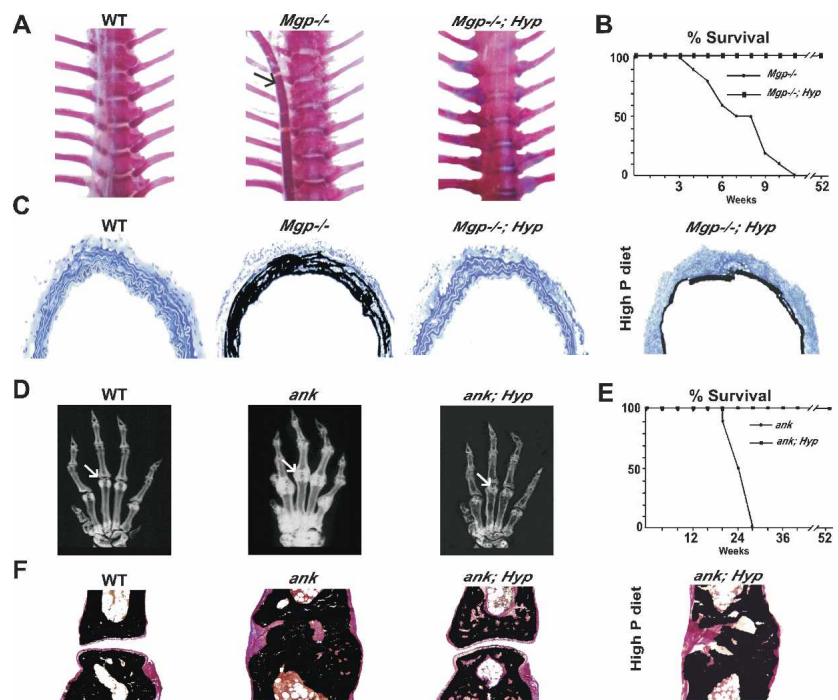 A
WT
Mgp-/-
Mgp-/-; Hyp
B
% Survival
100
50
0
Mgp-/-
Mgp-/-; Hyp
3 6 9 52
Weeks
C
WT
Mgp-/-
Mgp-/-; Hyp
High P diet
Mgp-/-; Hyp
D
WT
ank
ank; Hyp
E
% Survival
100
50
0
ank
ank; Hyp
12 24 36 52
Weeks
F
WT
ank
ank; Hyp
High P diet
ank; Hyp